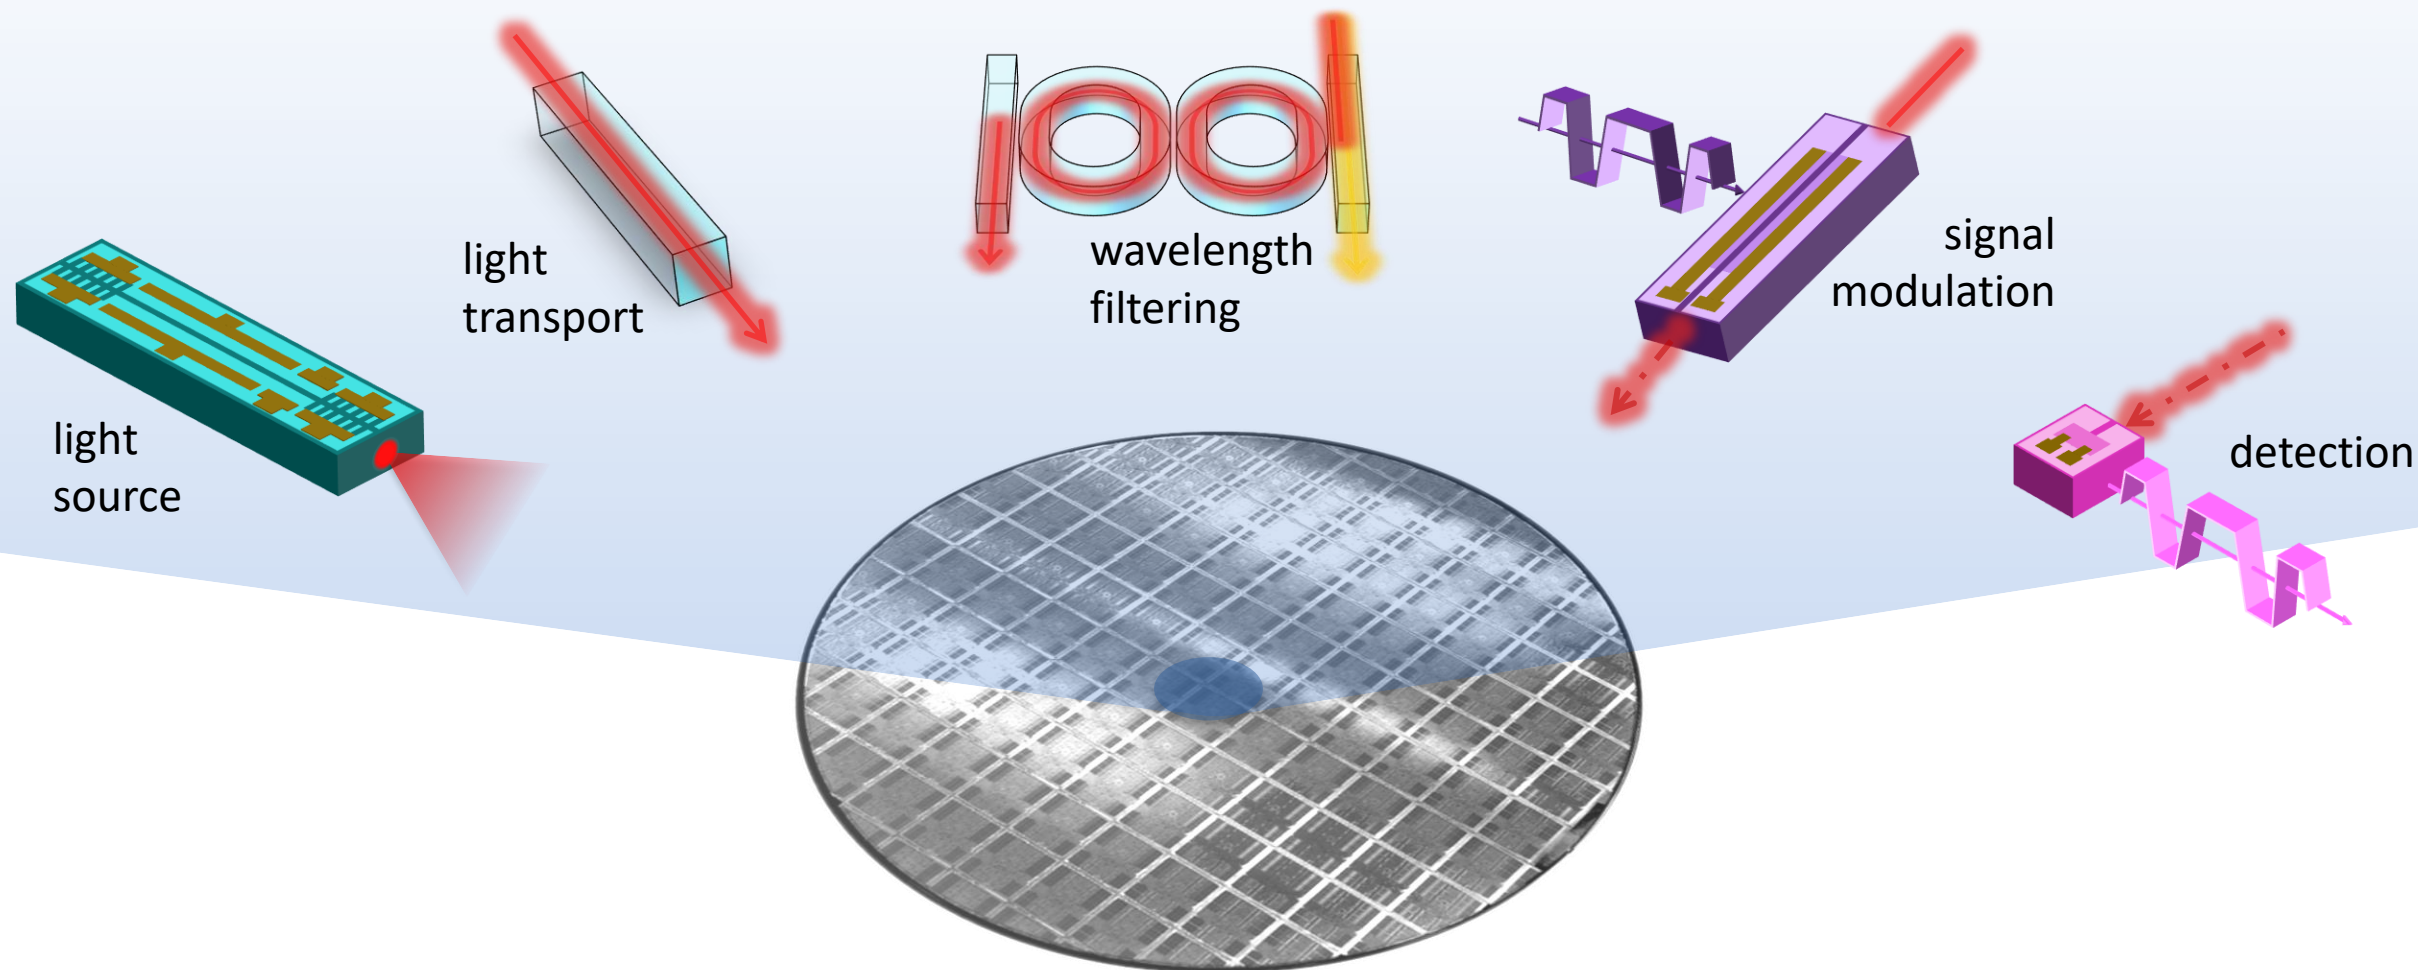 light
source
light
transport
wavelength
filtering
signal
modulation
detection